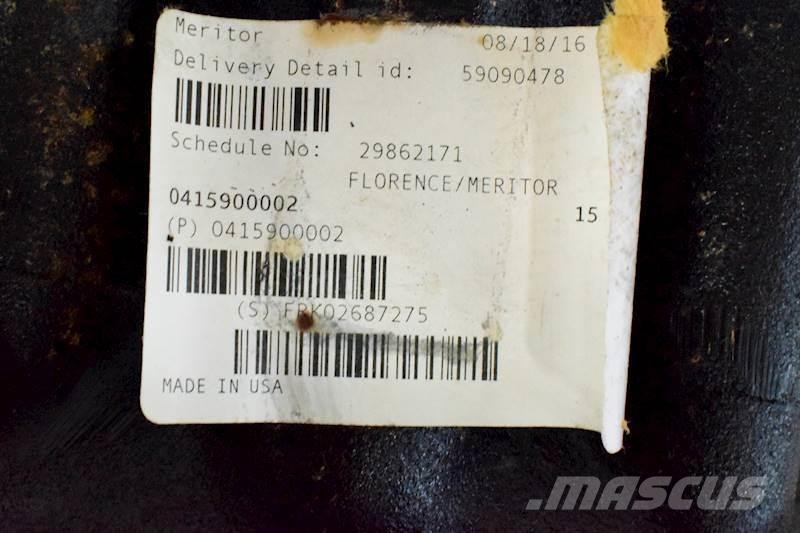 Meritor 08/18/16
Delivery Detail id: 59090478
Schedule No: 29862171
FLORENCE/MERITOR
0415900002 15
(P) 0415900002
(S) FRK02687275
MADE IN USA
MASCUS